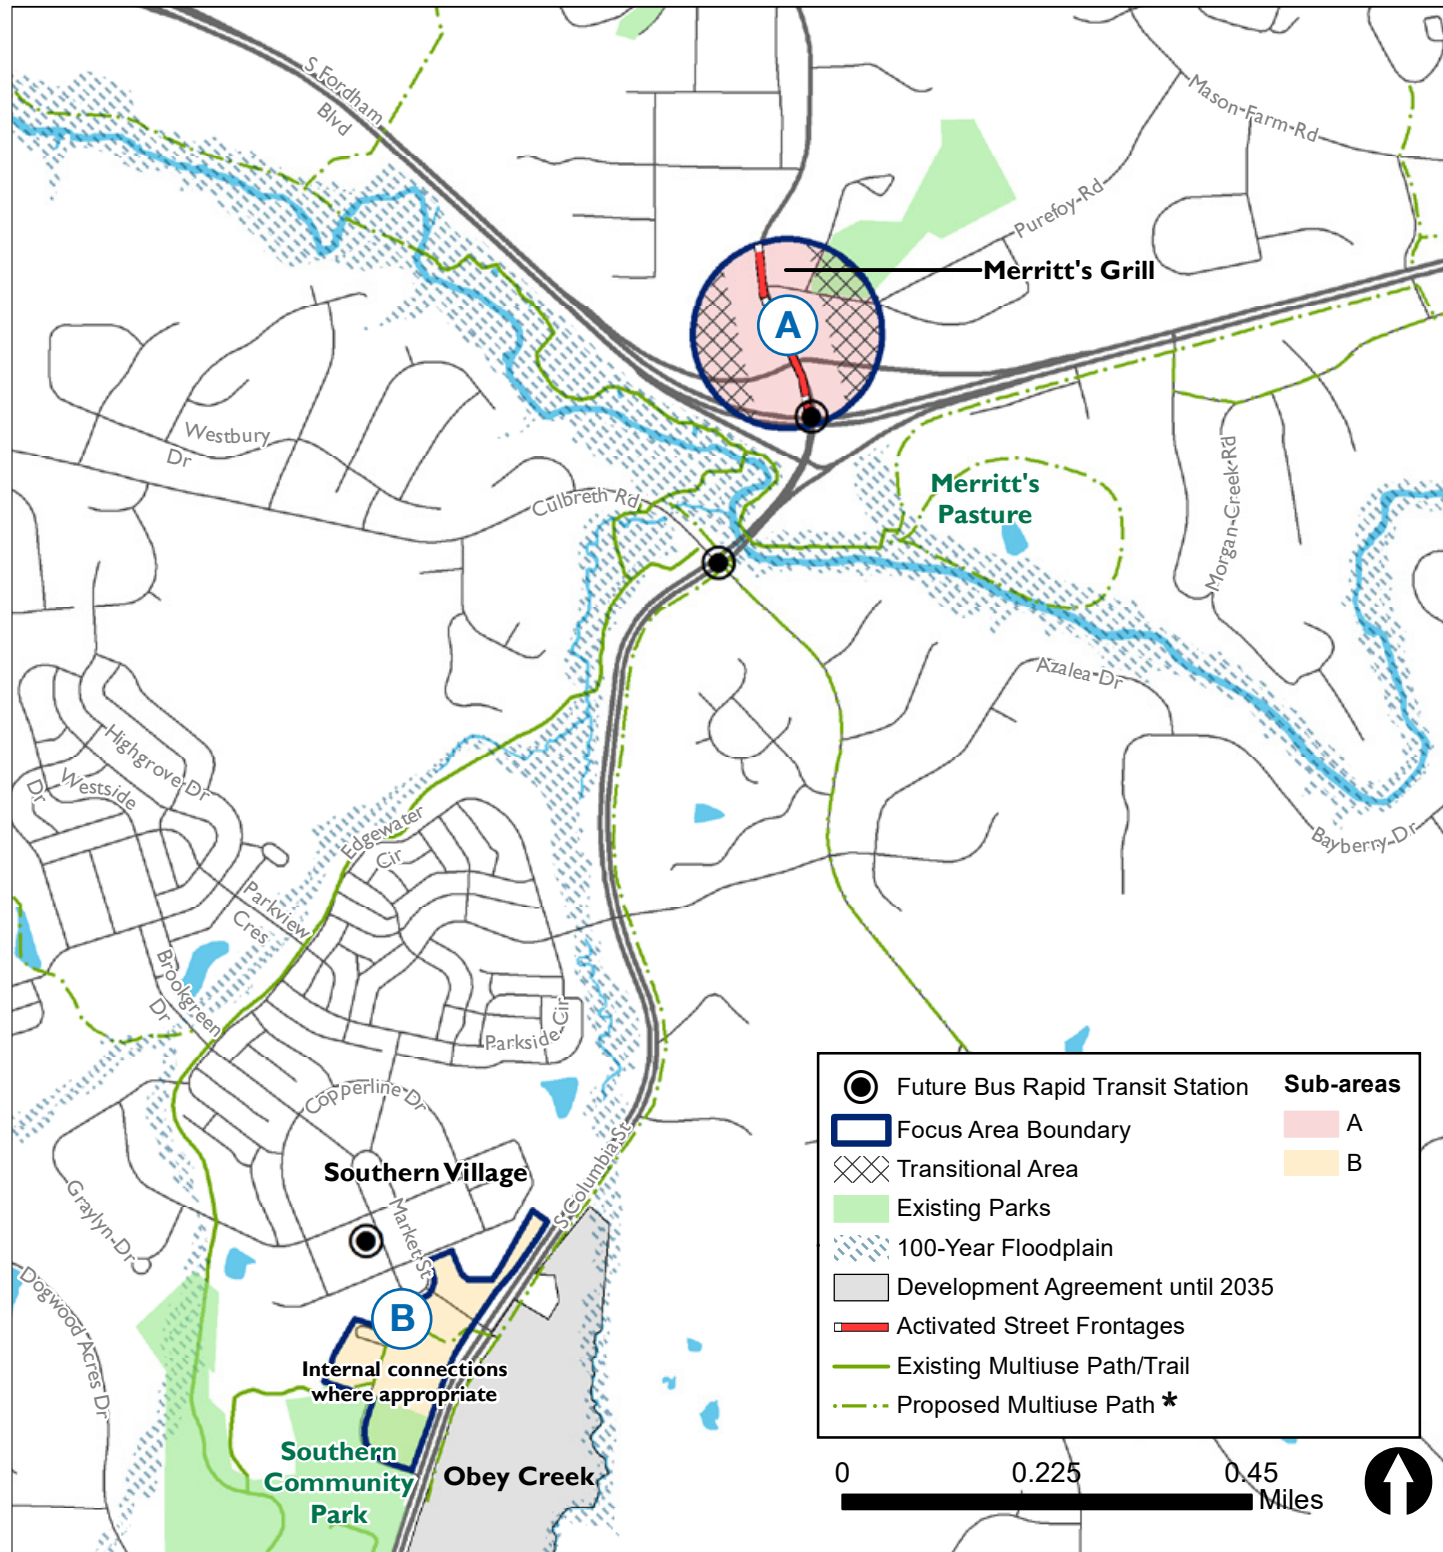 S Fordham
Blvd
Mason Farm Rd
Purefoy Rd
Merritt's Grill
A
Westbury
Dr
Culbreth Rd
Merritt's
Pasture
Morgan Creek Rd
Azalea Dr
Highgrove Dr
Westside
Dr
Edgewater
Cir
Bayberry Dr
Parkview
Cres
Brookgreen
Dr
Parkside Cir
Copperline Dr
Southern Village
S Columbia St
Graylyn Dr
Market St
Dogwood Acres Dr
B
Internal connections
where appropriate
Southern
Community
Park
Obey Creek
Future Bus Rapid Transit Station
Focus Area Boundary
Transitional Area
Existing Parks
100-Year Floodplain
Development Agreement until 2035
Activated Street Frontages
Existing Multiuse Path/Trail
Proposed Multiuse Path *
Sub-areas
A
B
0 0.225 0.45
Miles